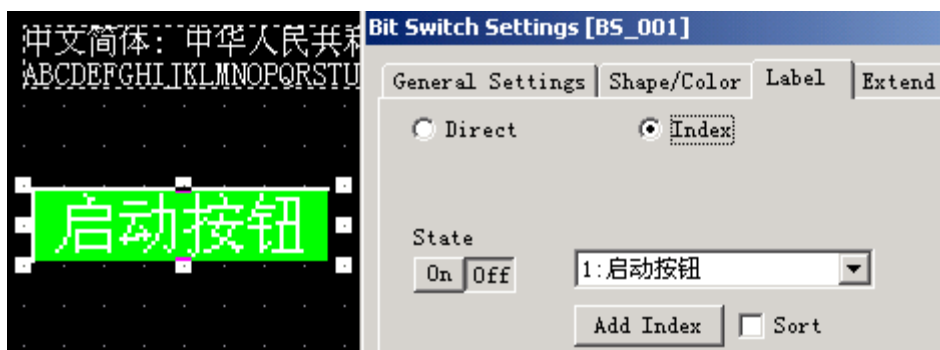 中文简体: 中华人民共和
ABCDEFGHIJKLMNOPQRSTU
启动按钮
Bit Switch Settings [BS_001]
General Settings Shape/Color Label Extend
Direct Index
State
On Off 1:启动按钮
Add Index Sort